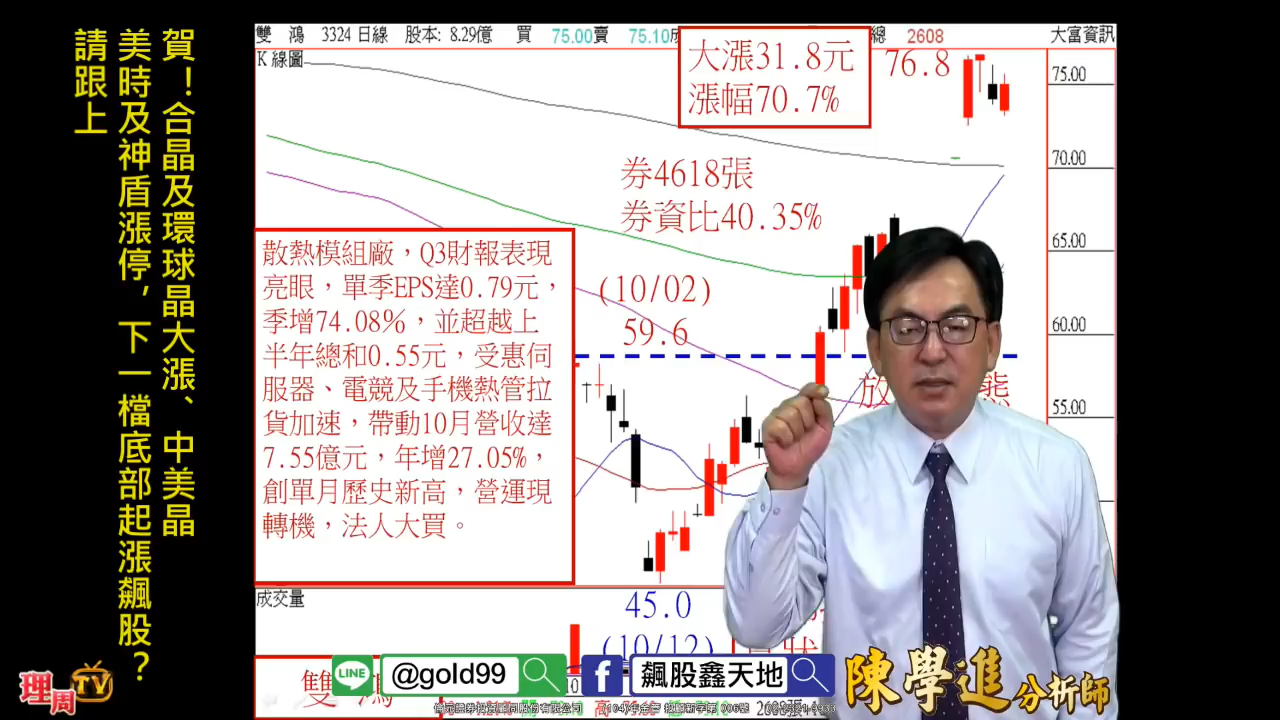 賀！合晶及環球晶大漲、中美晶
美時及神盾漲停，下一檔底部起漲飆股？
請跟上
雙 鴻 3324 日線 股本: 8.29億 買 75.00賣 75.10 總 2608 大富資訊
K 線圖
大漲31.8元
漲幅70.7%
76.8
75.00
70.00
65.00
60.00
55.00
券4618張
券資比40.35%
(10/02)
59.6
散熱模組廠，Q3財報表現
亮眼，單季EPS達0.79元，
季增74.08%，並超越上
半年總和0.55元，受惠伺
服器、電競及手機熱管拉
貨加速，帶動10月營收達
7.55億元，年增27.05%，
創單月歷史新高，營運現
轉機，法人大買。
放
熊
成交量
45.0
(10/12)
雙 鴻
理周TV
LINE @gold99
飆股鑫天地
陳學進分析師